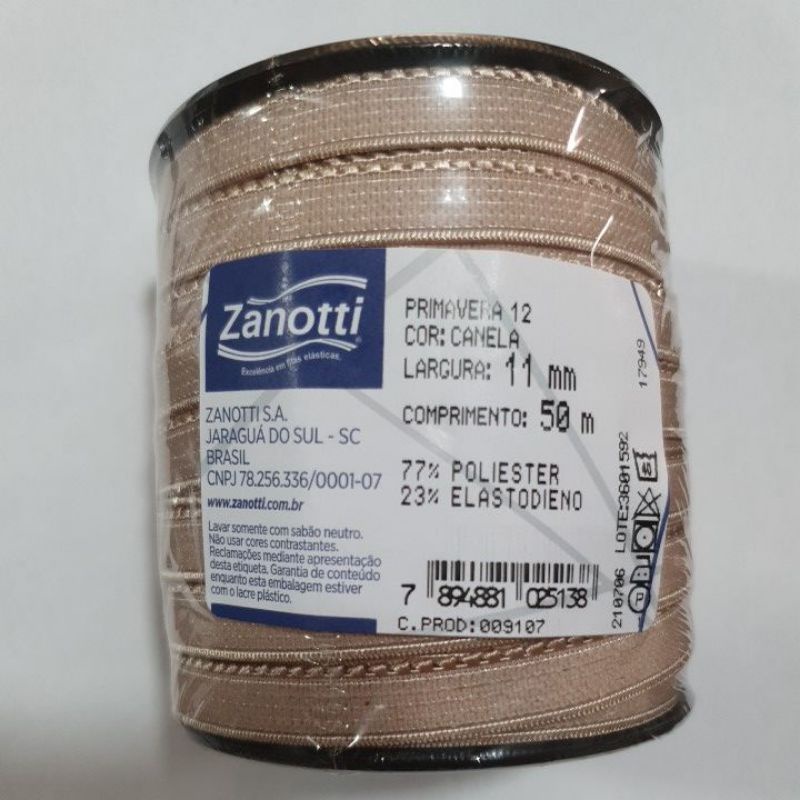 Zanotti
Excelência em fitas elásticas.
ZANOTTI S.A.
JARAGUÁ DO SUL - SC
BRASIL
CNPJ 78.256.336/0001-07
www.zanotti.com.br
Lavar somente com sabão neutro.
Não usar cores contrastantes.
Reclamações mediante apresentação
desta etiqueta. Garantia de conteúdo
enquanto esta embalagem estiver
com o lacre plástico.
PRIMAVERA 12
COR: CANELA
LARGURA: 11 mm
COMPRIMENTO: 50 m
77% POLIESTER
23% ELASTODIENO
7 894881 025138
C.PROD:009107
210706 LOTE:3601592
17949